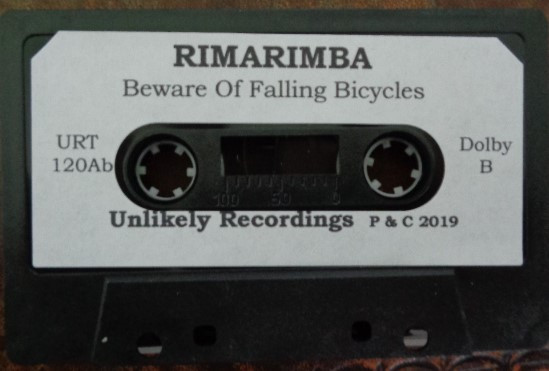 RIMARIMBA
Beware Of Falling Bicycles
URT
120Ab
Dolby
B
100 50 0
Unlikely Recordings P & C 2019